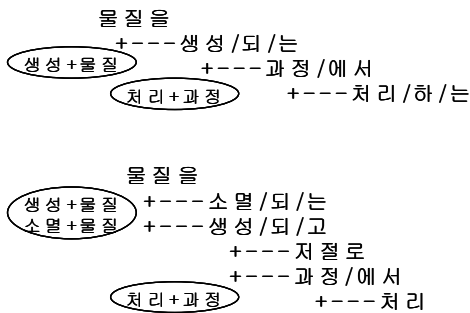 물질을
+---생성/되/는
생성+물질
+---과정/에서
처리+과정
+---처리/하/는
물질을
생성+물질
+---소멸/되/는
소멸+물질
+---생성/되/고
+---저절로
+---과정/에서
처리+과정
+---처리